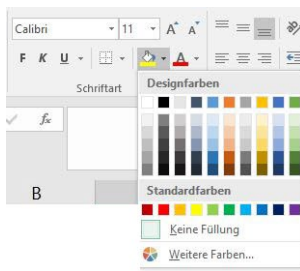 Calibri 11 A A
F K U A
Schriftart
Designfarben
fx
B
Standardfarben
Keine Füllung
Weitere Farben...